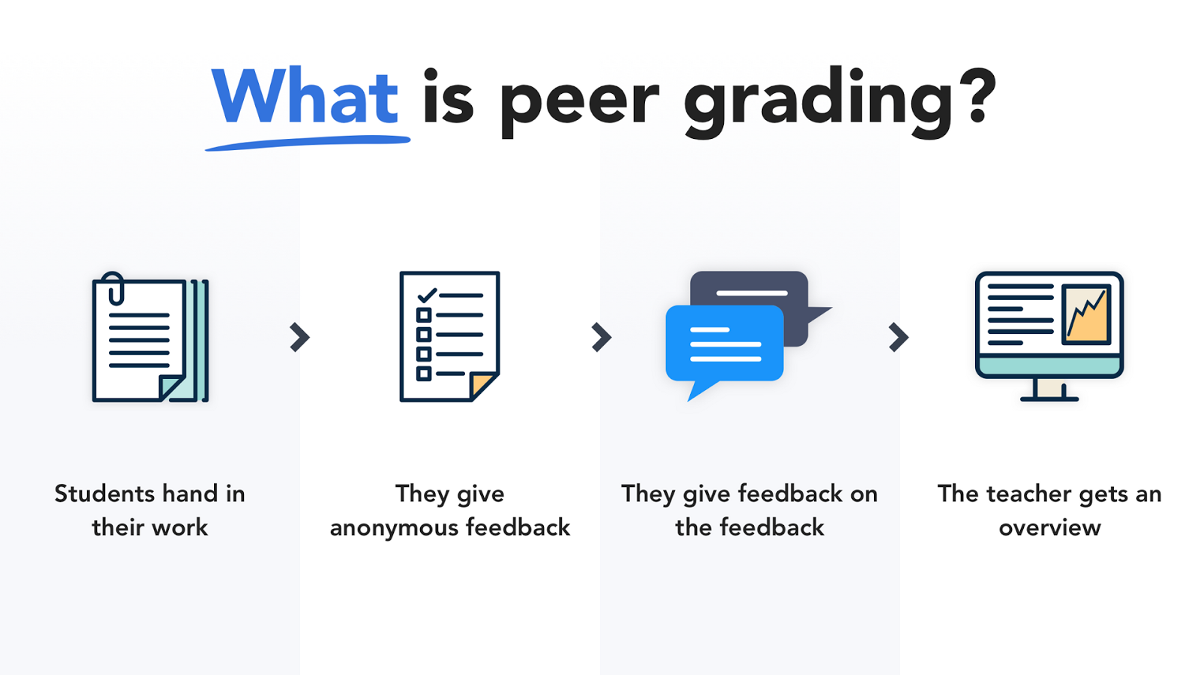 What is peer grading?
Students hand in
their work
They give
anonymous feedback
They give feedback on
the feedback
The teacher gets an
overview